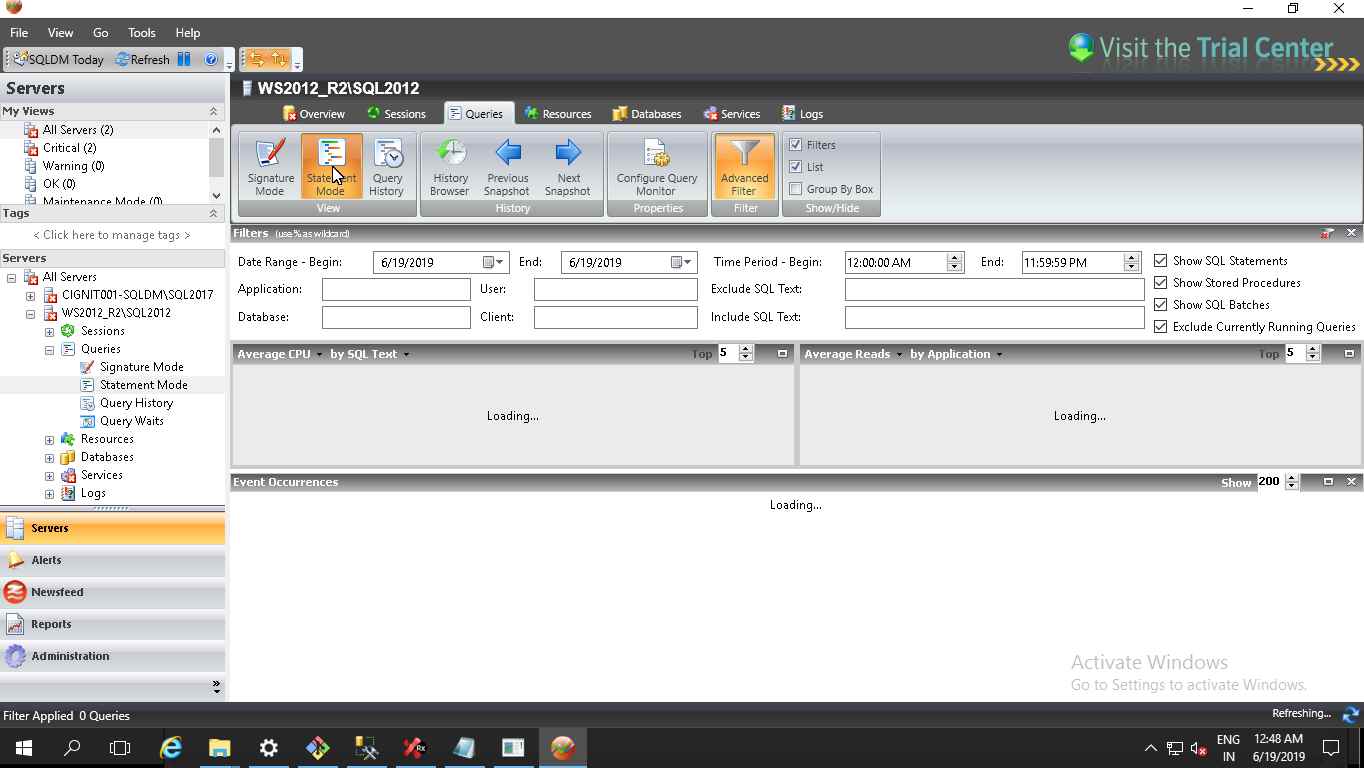 File View Go Tools Help
SQLDM Today Refresh
Visit the Trial Center
Servers
My Views
All Servers (2)
Critical (2)
Warning (0)
OK (0)
Maintenance Mode (0)
Tags
< Click here to manage tags >
Servers
All Servers
CIGNIT001-SQLDM\SQL2017
WS2012_R2\SQL2012
Sessions
Queries
Signature Mode
Statement Mode
Query History
Query Waits
Resources
Databases
Services
Logs
Servers
Alerts
Newsfeed
Reports
Administration
WS2012_R2\SQL2012
Overview Sessions Queries Resources Databases Services Logs
Signature Mode
Statement Mode
Query History
View
History Browser
Previous Snapshot
Next Snapshot
History
Configure Query Monitor
Properties
Advanced Filter
Filter
Filters
List
Group By Box
Show/Hide
Filters (use % as wildcard)
Date Range - Begin: 6/19/2019 End: 6/19/2019 Time Period - Begin: 12:00:00 AM End: 11:59:59 PM Show SQL Statements
Show Stored Procedures
Application: User: Exclude SQL Text:
Show SQL Batches
Database: Client: Include SQL Text:
Exclude Currently Running Queries
Average CPU by SQL Text Top 5
Loading...
Average Reads by Application Top 5
Loading...
Event Occurrences Show 200
Loading...
Activate Windows
Go to Settings to activate Windows.
Filter Applied 0 Queries Refreshing...
ENG
IN
12:48 AM
6/19/2019